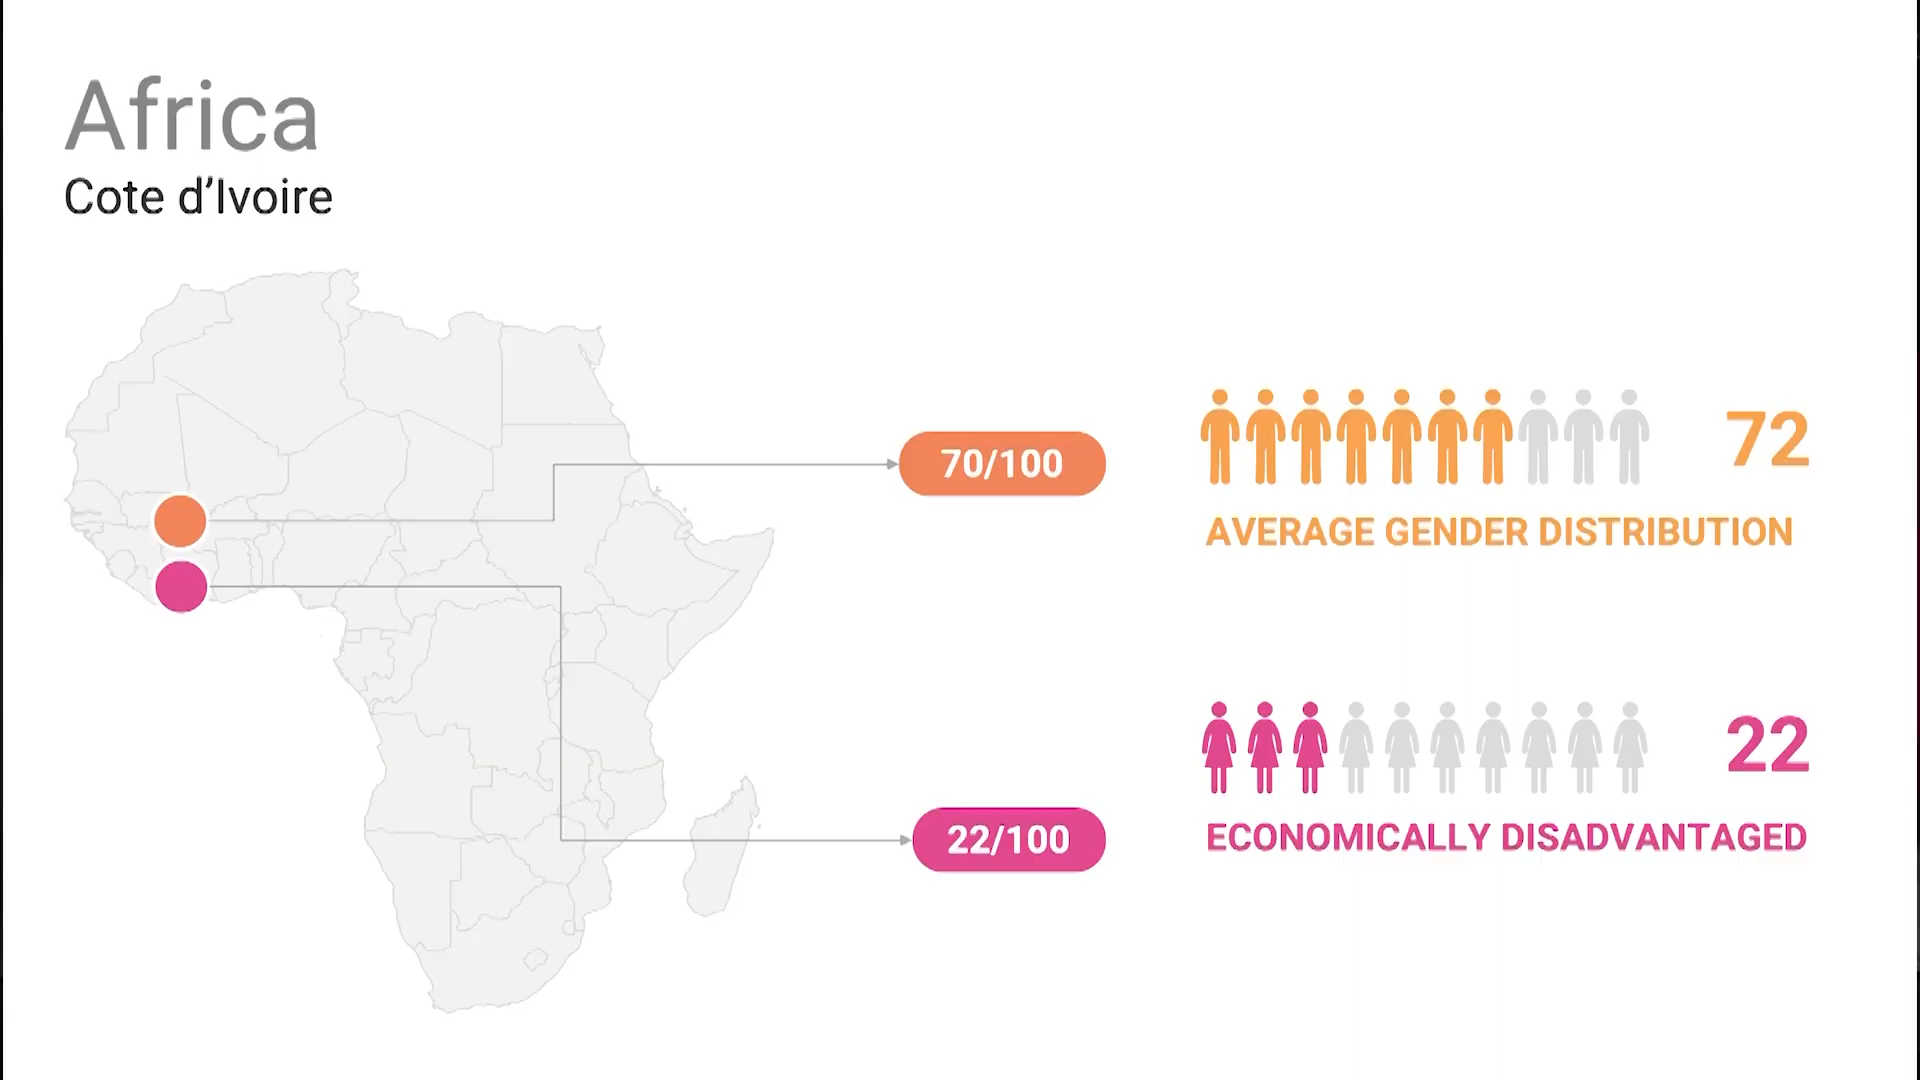 Africa
Cote d’Ivoire
70/100
72
AVERAGE GENDER DISTRIBUTION
22/100
22
ECONOMICALLY DISADVANTAGED